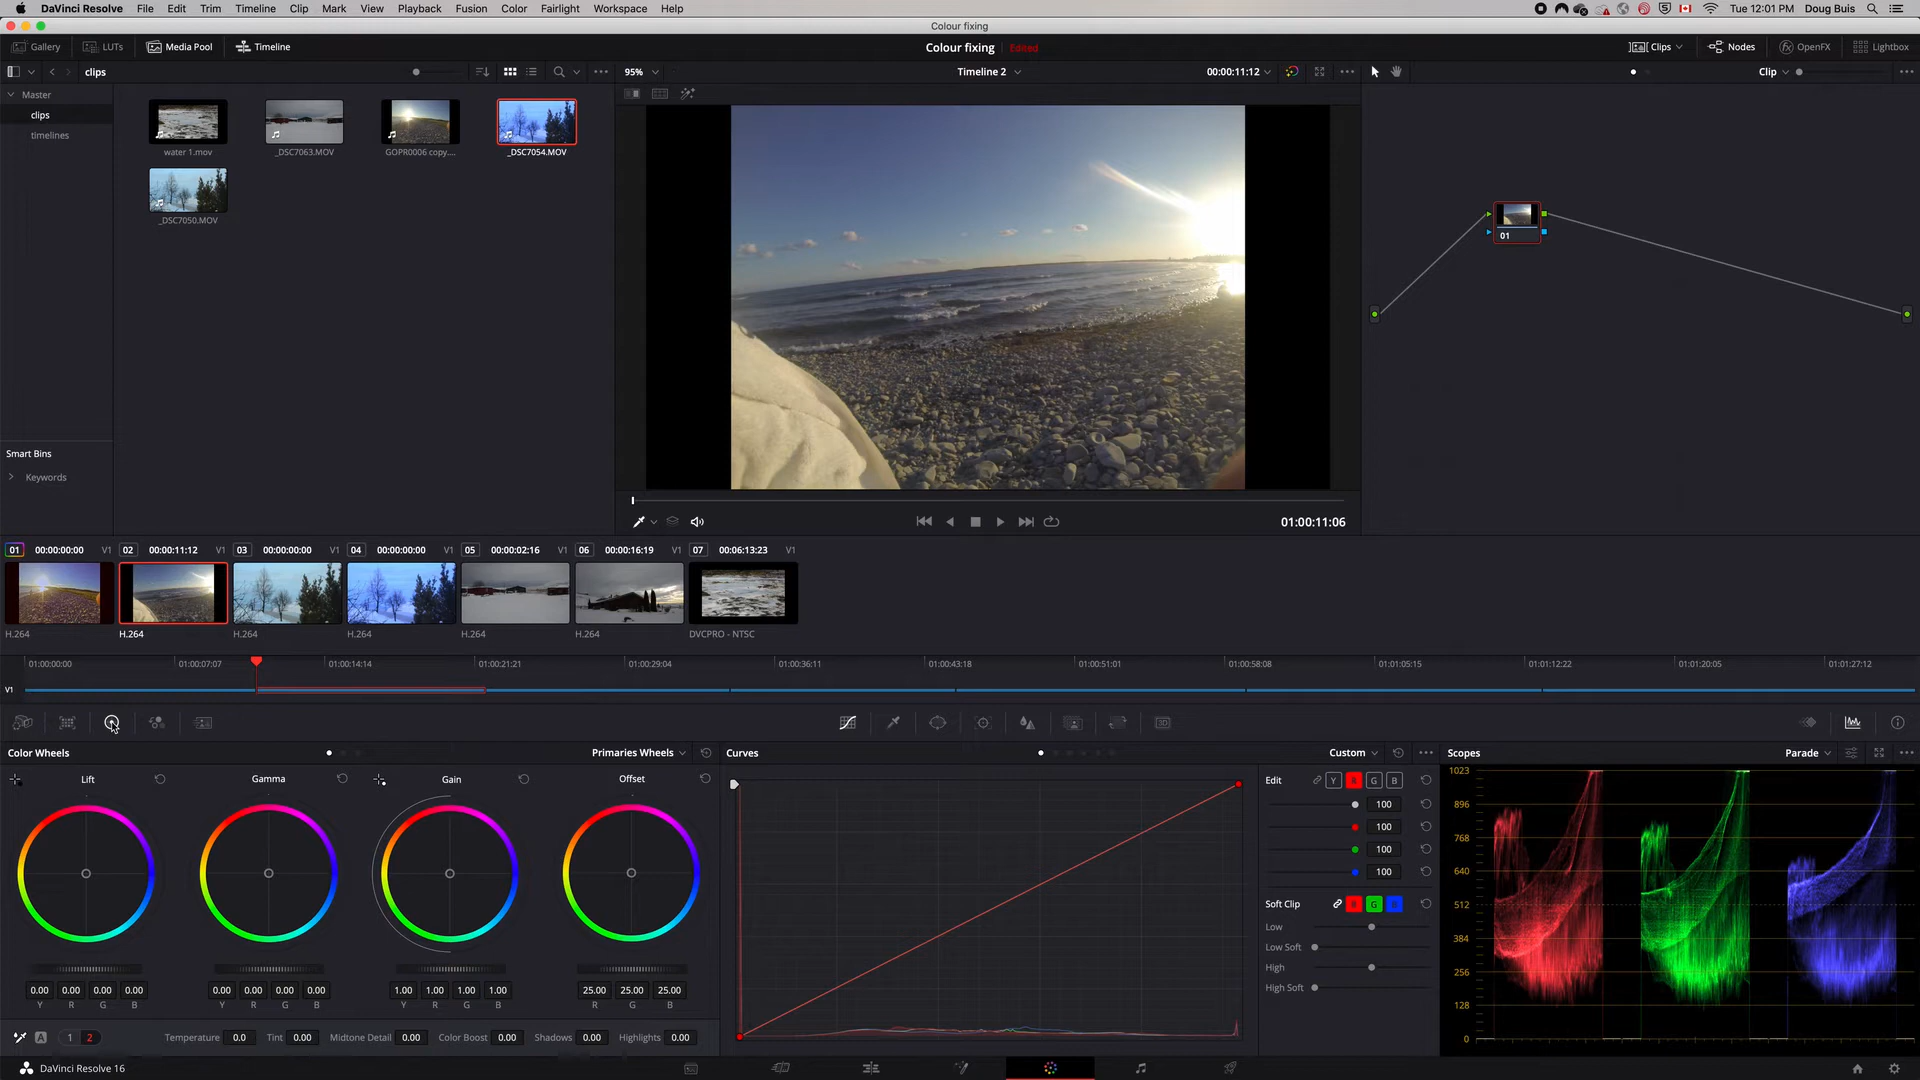 DaVinci Resolve File Edit Trim Timeline Clip Mark View Playback Fusion Color Fairlight Workspace Help Tue 12:01 PM Doug Buis
Colour fixing
Gallery LUTs Media Pool Timeline Colour fixing Edited Clips Nodes OpenFX Lightbox
clips 95% Timeline 2 00:00:11:12 Clip
Master
clips
timelines
water 1.mov _DSC7063.MOV GOPR0006 copy.... _DSC7054.MOV
_DSC7050.MOV
01
Smart Bins
Keywords
01:00:11:06
01 00:00:00:00 V1 02 00:00:11:12 V1 03 00:00:00:00 V1 04 00:00:00:00 V1 05 00:00:02:16 V1 06 00:00:16:19 V1 07 00:06:13:23 V1
H.264 H.264 H.264 H.264 H.264 H.264 DVCPRO - NTSC
01:00:00:00 01:00:07:07 01:00:14:14 01:00:21:21 01:00:29:04 01:00:36:11 01:00:43:18 01:00:51:01 01:00:58:08 01:01:05:15 01:01:12:22 01:01:20:05 01:01:27:12
V1
3D
Color Wheels Primaries Wheels Curves Custom Scopes Parade
Lift Gamma Gain Offset
Edit Y R G B
100
100
100
100
Soft Clip R G B
Low
Low Soft
High
High Soft
1023
896
768
640
512
384
256
128
0
0.00 0.00 0.00 0.00 0.00 0.00 0.00 0.00 1.00 1.00 1.00 1.00 25.00 25.00 25.00
Y R G B Y R G B Y R G B R G B
A 1 2 Temperature 0.0 Tint 0.00 Midtone Detail 0.00 Color Boost 0.00 Shadows 0.00 Highlights 0.00
DaVinci Resolve 16